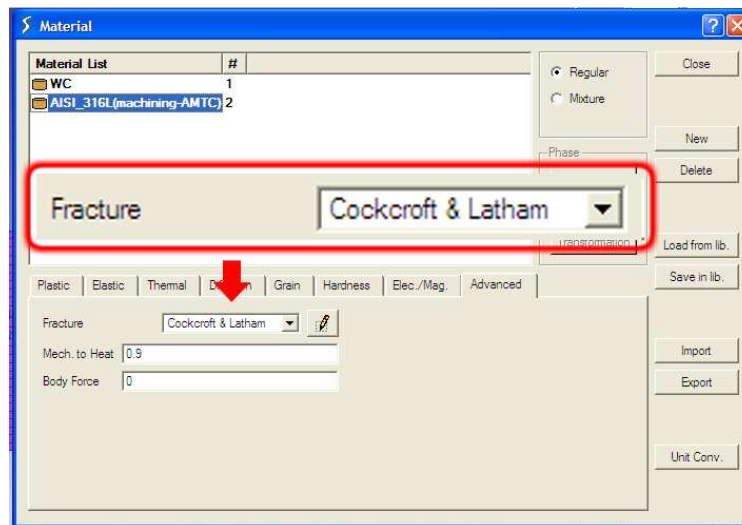 Material
Material List #
WC 1
AISI_316L(machining-AMTC) 2
Regular
Mixture
Phase
Close
New
Delete
Fracture Cockcroft & Latham
Transformation
Load from lib.
Save in lib.
Plastic Elastic Thermal Grain Hardness Elec./Mag. Advanced
Fracture Cockcroft & Latham
Mech. to Heat 0.9
Body Force 0
Import
Export
Unit Conv.